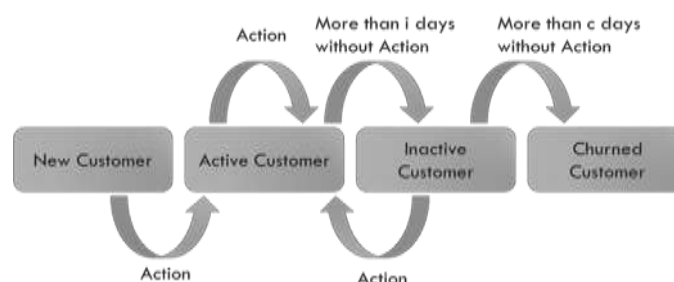 Action
More than i days
without Action
More than c days
without Action
New Customer
Active Customer
Inactive
Customer
Churned
Customer
Action
Action